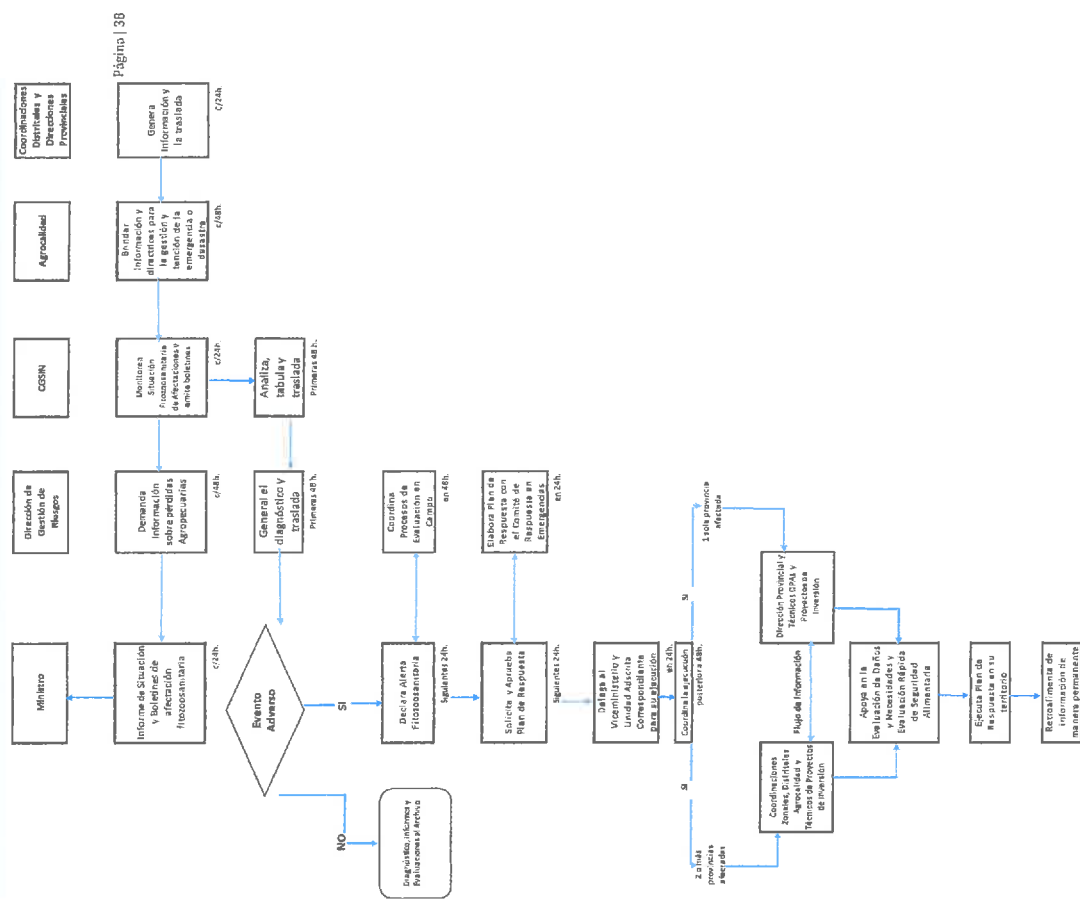 Página | 38
Ministro
Dirección de
Gestión de
Riesgos
CGSIN
Agrocalidad
Coordinaciones
Distritales y
Direcciones
Provinciales
Informe de Situación
y Boletines de
afectación
fitozoosanitaria
c/24h.
Demanda
Información
sobre pérdidas
Agropecuarias
c/48h.
Monitorea
Situación
Fitozoosanitaria
de Afectaciones y
emite boletines
c/24h.
Brindar
Información y
directrices para
la gestión y
tención de la
emergencia o
desastre
c/48h.
Genera
Información y
la traslada
C/24h.
Evento
Adverso
General el
diagnóstico y
traslada
Primeras 48 h.
Analiza,
tabula y
traslada
Primeras 48 h.
NO
SI
Diagnóstico, informes y
Evaluaciones al Archivo
Declara Alerta
Fitosoosanitaria
Siguientes 24h.
Coordina
Procesos de
Evaluación en
Campo
en 48h.
Solicita y Aprueba
Plan de Respuesta
Siguientes 24h.
Elabora Plan de
Respuesta con
el Comité de
Respuesta en
Emergencias
en 24h.
Delega al
Viceministerio y
Unidad Adscrita
Correspondiente
para su ejecución
en 24h.
Coordina la ejecución
posterior a 48h.
SI
SI
2 o más
provincias
afectadas
1 sola provincia
afectada
Coordinaciones
Zonales, Distritales
Agrocalidad y
Técnicos de Proyectos
de Inversión
Flujo de Información
Dirección Provincial y
Técnicos DPAs y
Proyectos de
Inversión
Apoya en la
Evaluación de Daños
y Necesidades y
Evaluación Rápida
de Seguridad
Alimentaria
Ejecuta Plan de
Respuesta en su
territorio
Retroalimenta de
información de
manera permanente